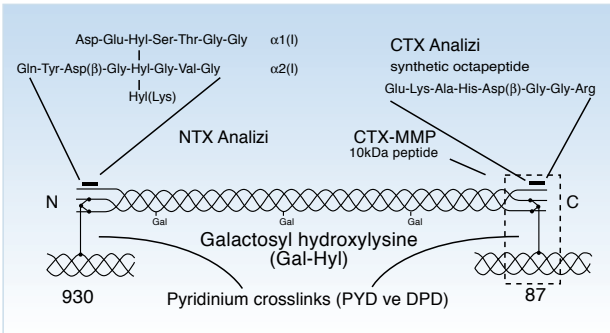 Asp-Glu-Hyl-Ser-Thr-Gly-Gly α1(I)
Gln-Tyr-Asp(β)-Gly-Hyl-Gly-Val-Gly α2(I)
Hyl(Lys)
NTX Analizi
CTX Analizi
synthetic octapeptide
Glu-Lys-Ala-His-Asp(β)-Gly-Gly-Arg
CTX-MMP
10kDa peptide
N
C
Gal
Gal
Gal
Galactosyl hydroxylysine
(Gal-Hyl)
930
Pyridinium crosslinks (PYD ve DPD)
87